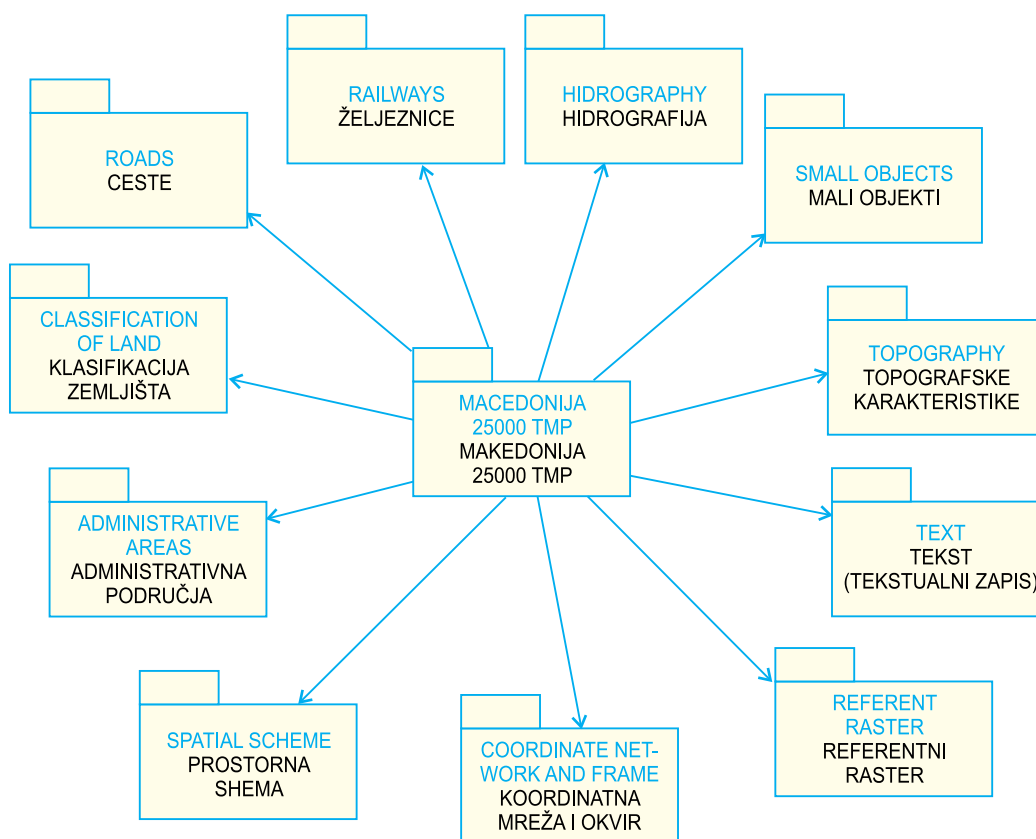 RAILWAYS
ŽELJEZNICE
HIDROGRAPHY
HIDROGRAFIJA
ROADS
CESTE
SMALL OBJECTS
MALI OBJEKTI
CLASSIFICATION
OF LAND
KLASIFIKACIJA
ZEMLJIŠTA
TOPOGRAPHY
TOPOGRAFSKE
KARAKTERISTIKE
MACEDONIJA
25000 TMP
MAKEDONIJA
25000 TMP
ADMINISTRATIVE
AREAS
ADMINISTRATIVNA
PODRUČJA
TEXT
TEKST
(TEKSTUALNI ZAPIS)
SPATIAL SCHEME
PROSTORNA
SHEMA
COORDINATE NET-
WORK AND FRAME
KOORDINATNA
MREŽA I OKVIR
REFERENT
RASTER
REFERENTNI
RASTER